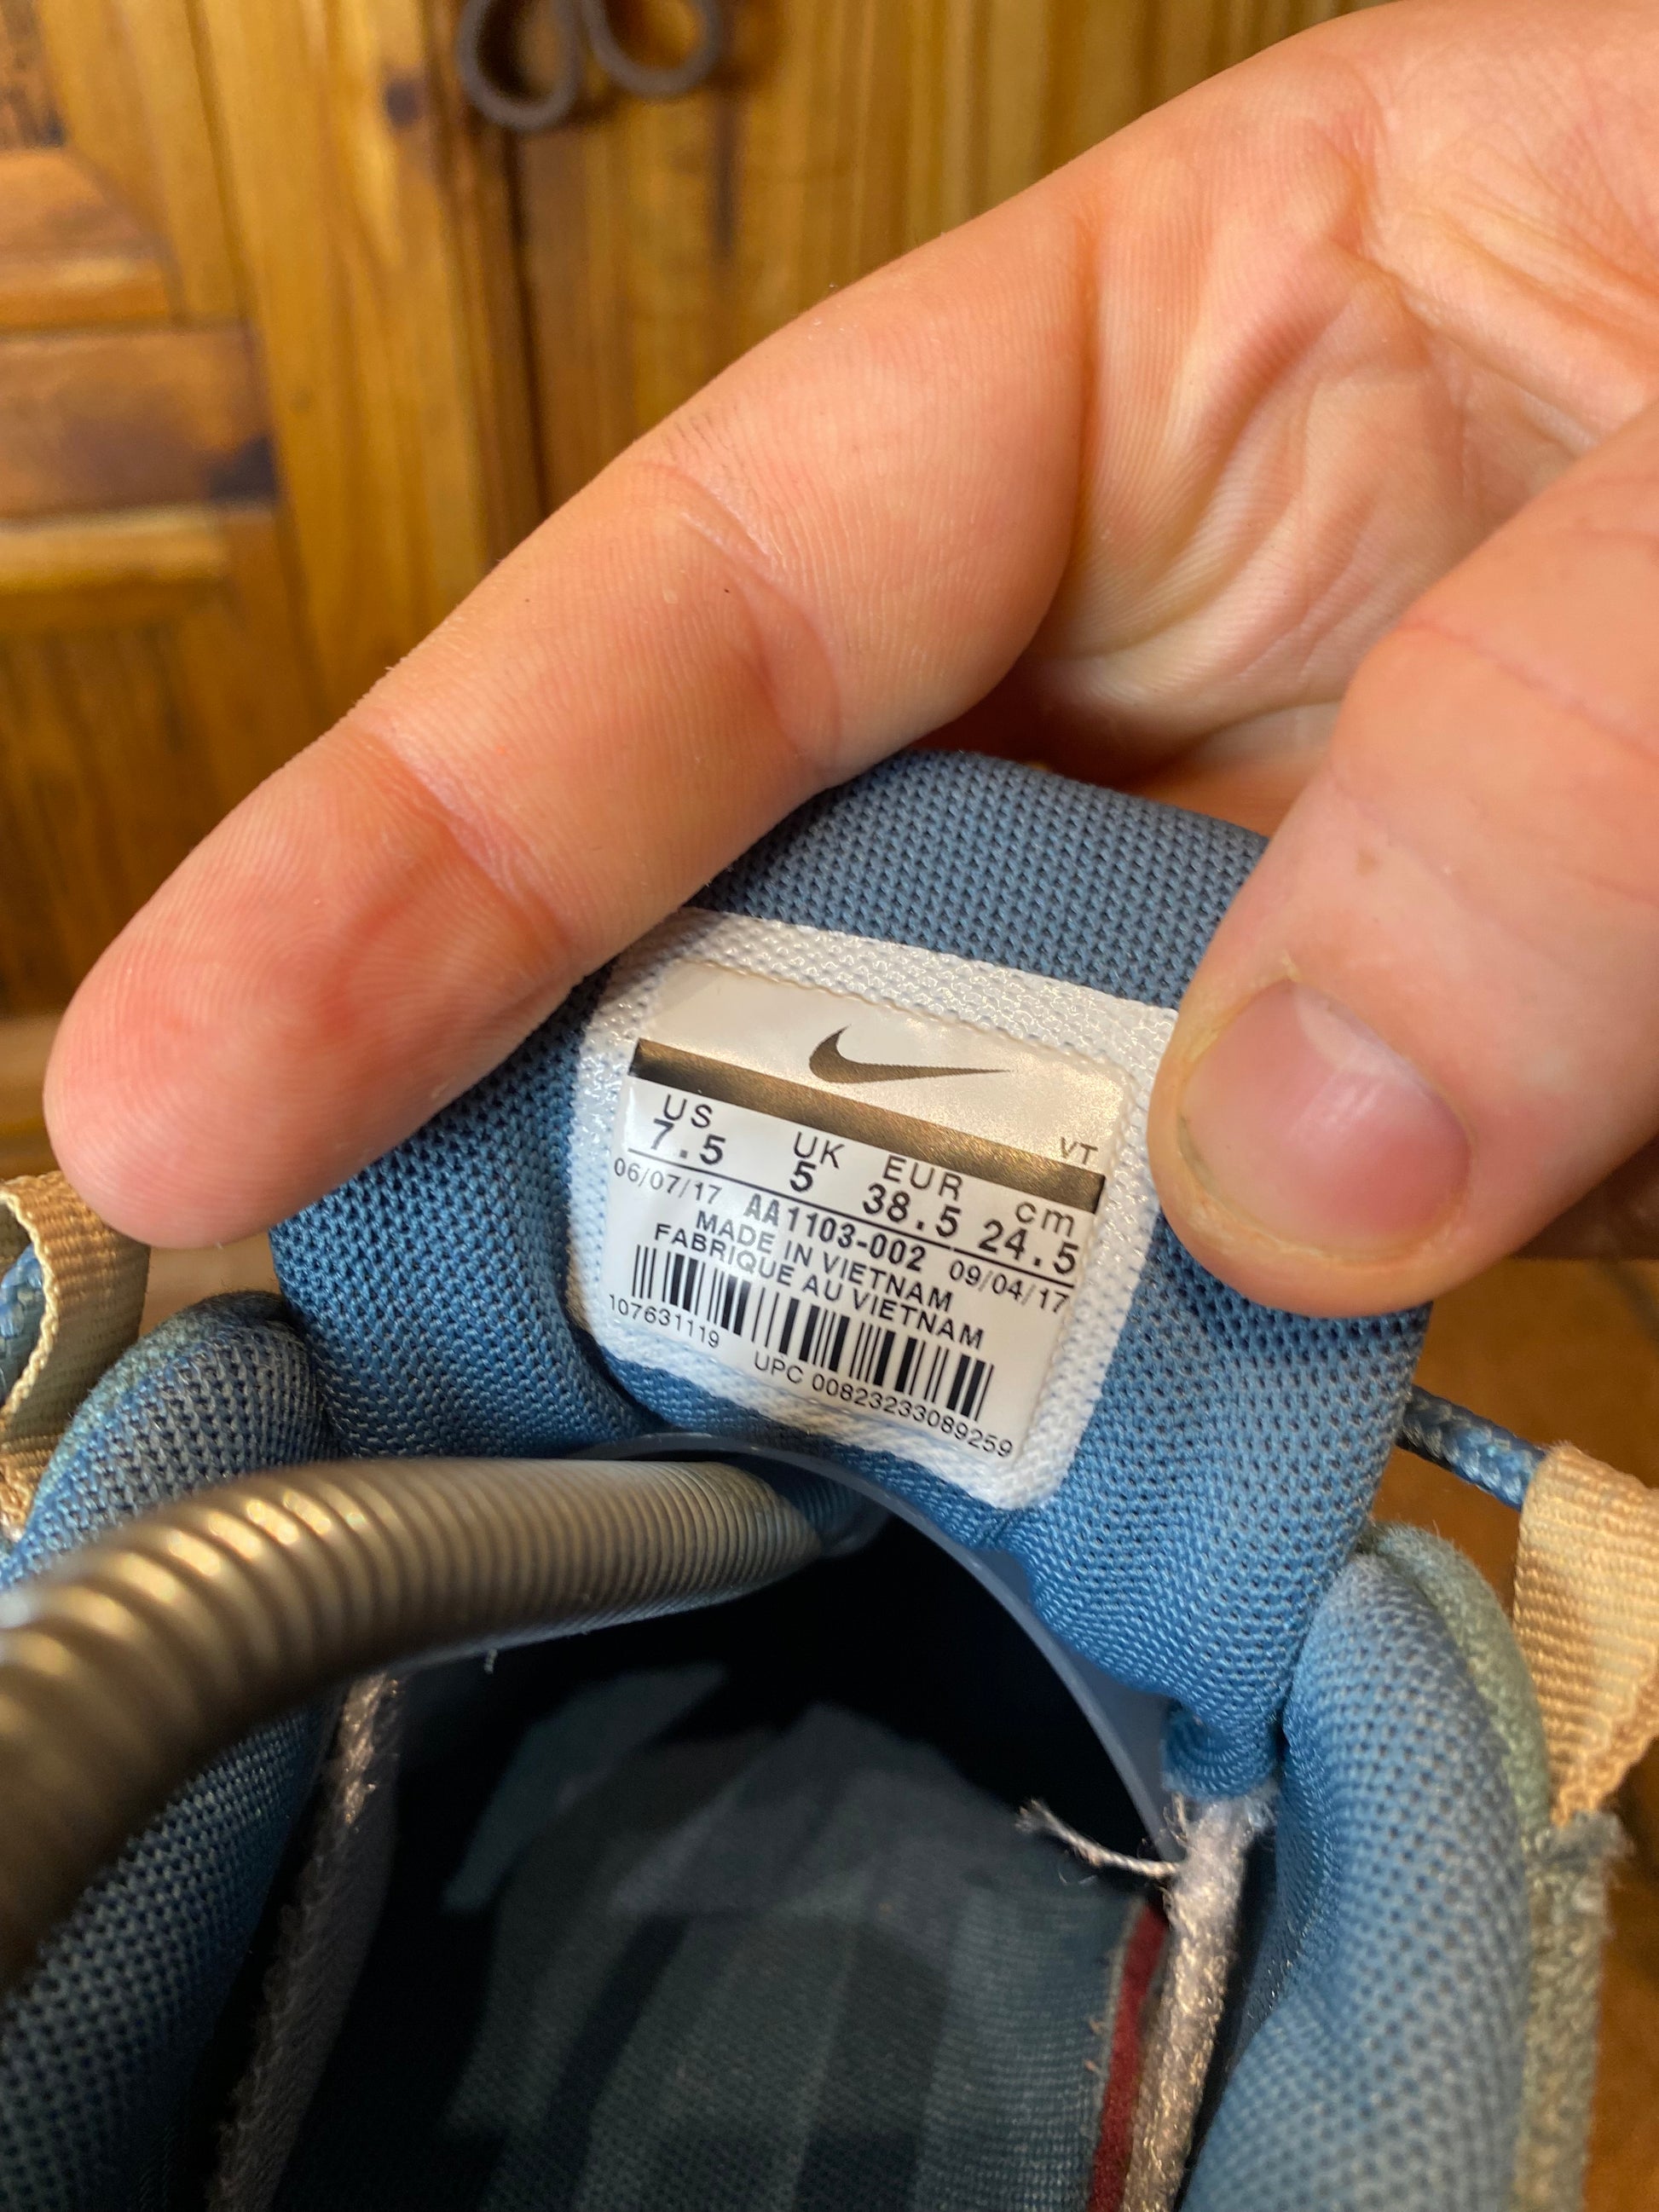 VT
US UK EUR cm
7.5 5 38.5 24.5
06/07/17 AA1103-002 09/04/17
MADE IN VIETNAM
FABRIQUE AU VIETNAM
107631119 UPC 00823233089259